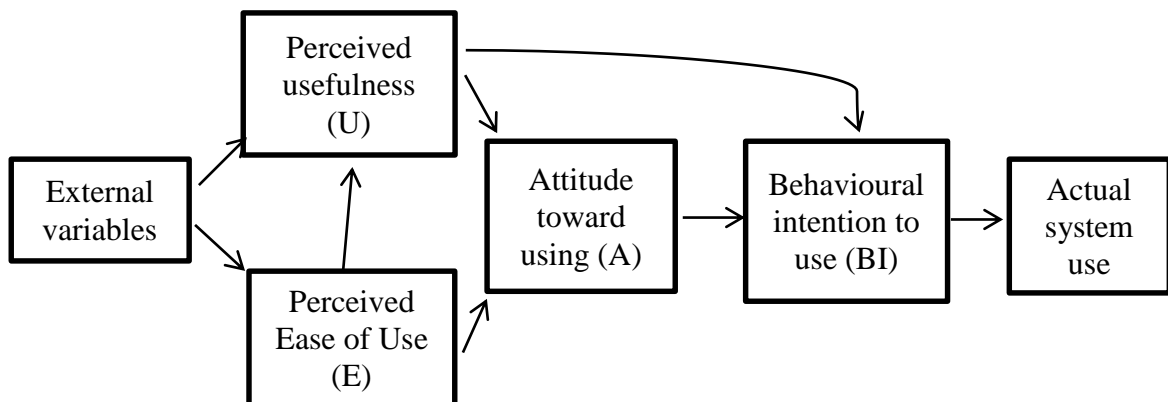 Perceived
usefulness
(U)
External
variables
Perceived
Ease of Use
(E)
Attitude
toward
using (A)
Behavioural
intention to
use (BI)
Actual
system
use